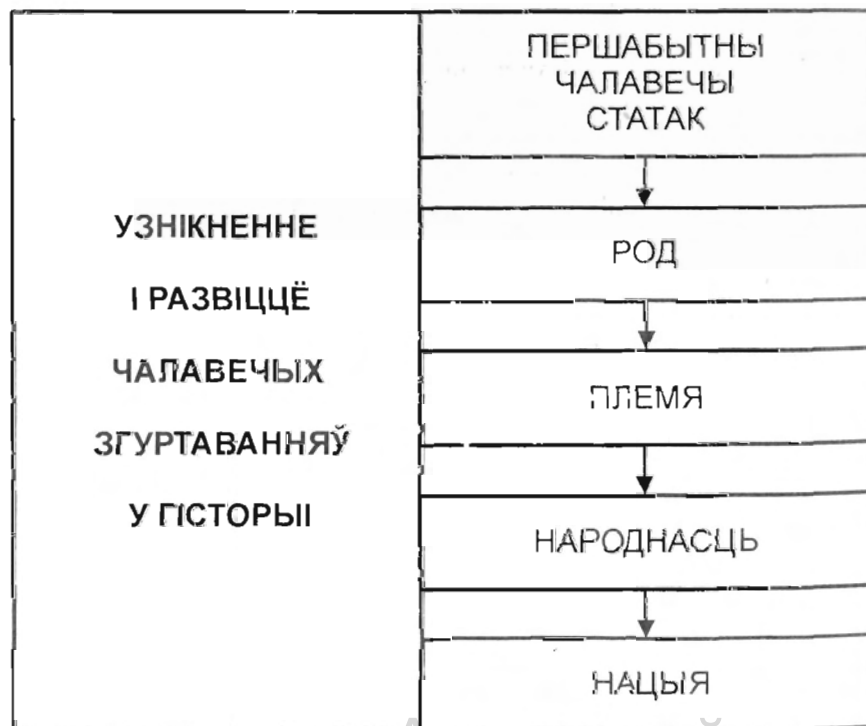 УЗНІКНЕННЕ
І РАЗВІЦЦЁ
ЧАЛАВЕЧЫХ
ЗГУРТАВАННЯЎ
У ГІСТОРЫІ
ПЕРШАБЫТНЫ
ЧАЛАВЕЧЫ
СТАТАК
РОД
ПЛЕМЯ
НАРОДНАСЦЬ
НАЦЫЯ